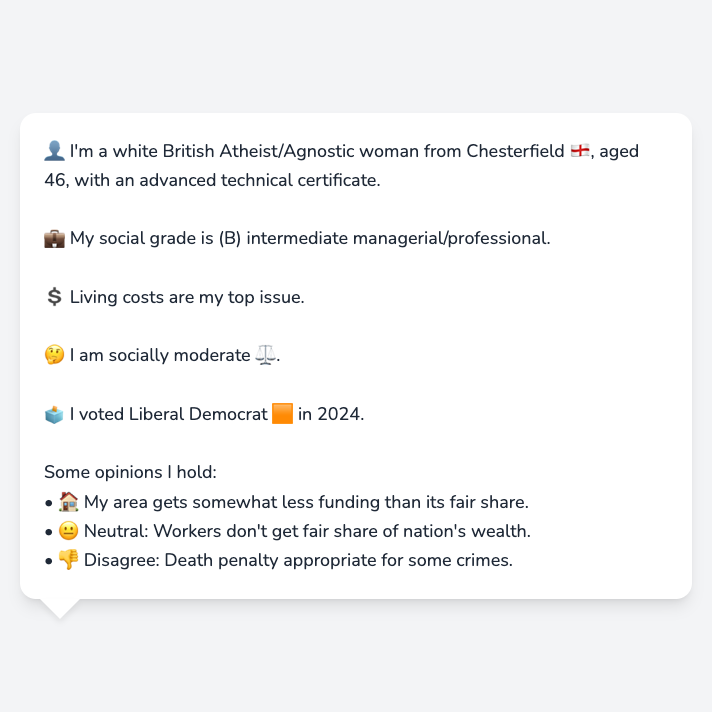 👤 I'm a white British Atheist/Agnostic woman from Chesterfield 🏴󠁧󠁢󠁥󠁮󠁧󠁿, aged
46, with an advanced technical certificate.
💼 My social grade is (B) intermediate managerial/professional.
💲 Living costs are my top issue.
🤔 I am socially moderate ⚖️.
🗳️ I voted Liberal Democrat 🟧 in 2024.
Some opinions I hold:
• 🏠 My area gets somewhat less funding than its fair share.
• 😐 Neutral: Workers don't get fair share of nation's wealth.
• 👎 Disagree: Death penalty appropriate for some crimes.